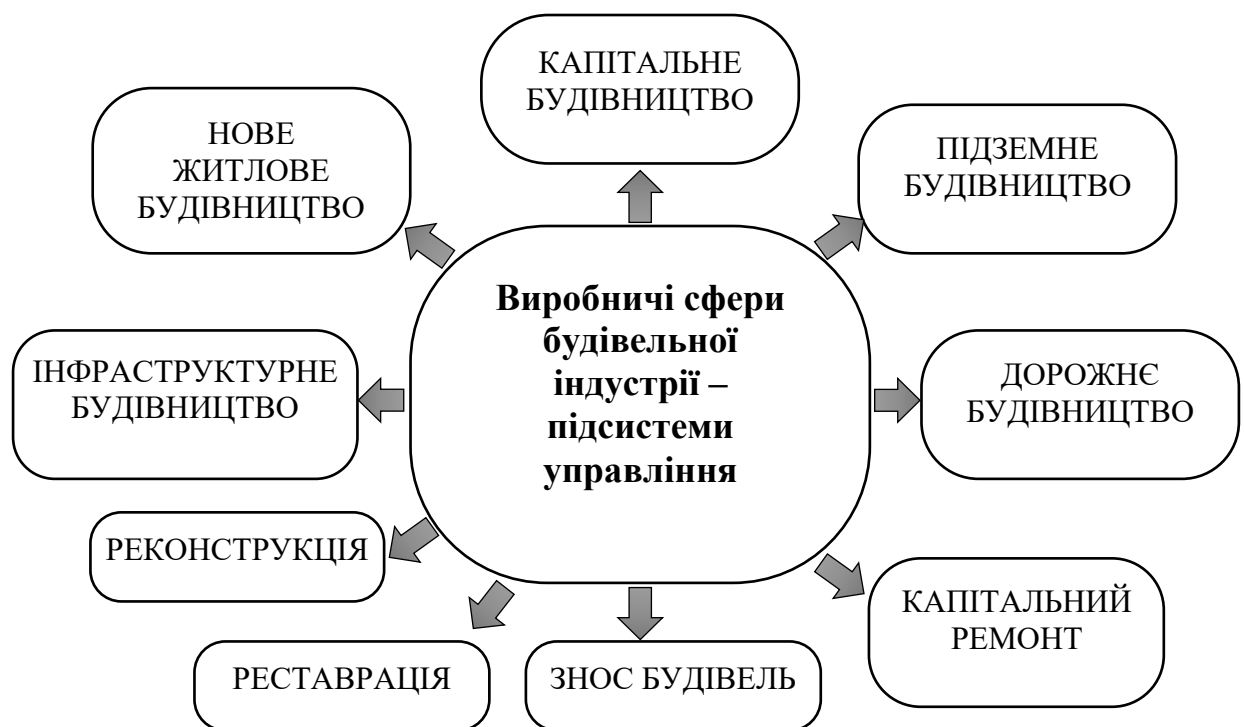 КАПІТАЛЬНЕ
БУДІВНИЦТВО
НОВЕ
ЖИТЛОВЕ
БУДІВНИЦТВО
ПІДЗЕМНЕ
БУДІВНИЦТВО
Виробничі сфери
будівельної
індустрії –
підсистеми
управління
ІНФРАСТРУКТУРНЕ
БУДІВНИЦТВО
ДОРОЖНЄ
БУДІВНИЦТВО
РЕКОНСТРУКЦІЯ
КАПІТАЛЬНИЙ
РЕМОНТ
РЕСТАВРАЦІЯ
ЗНОС БУДІВЕЛЬ